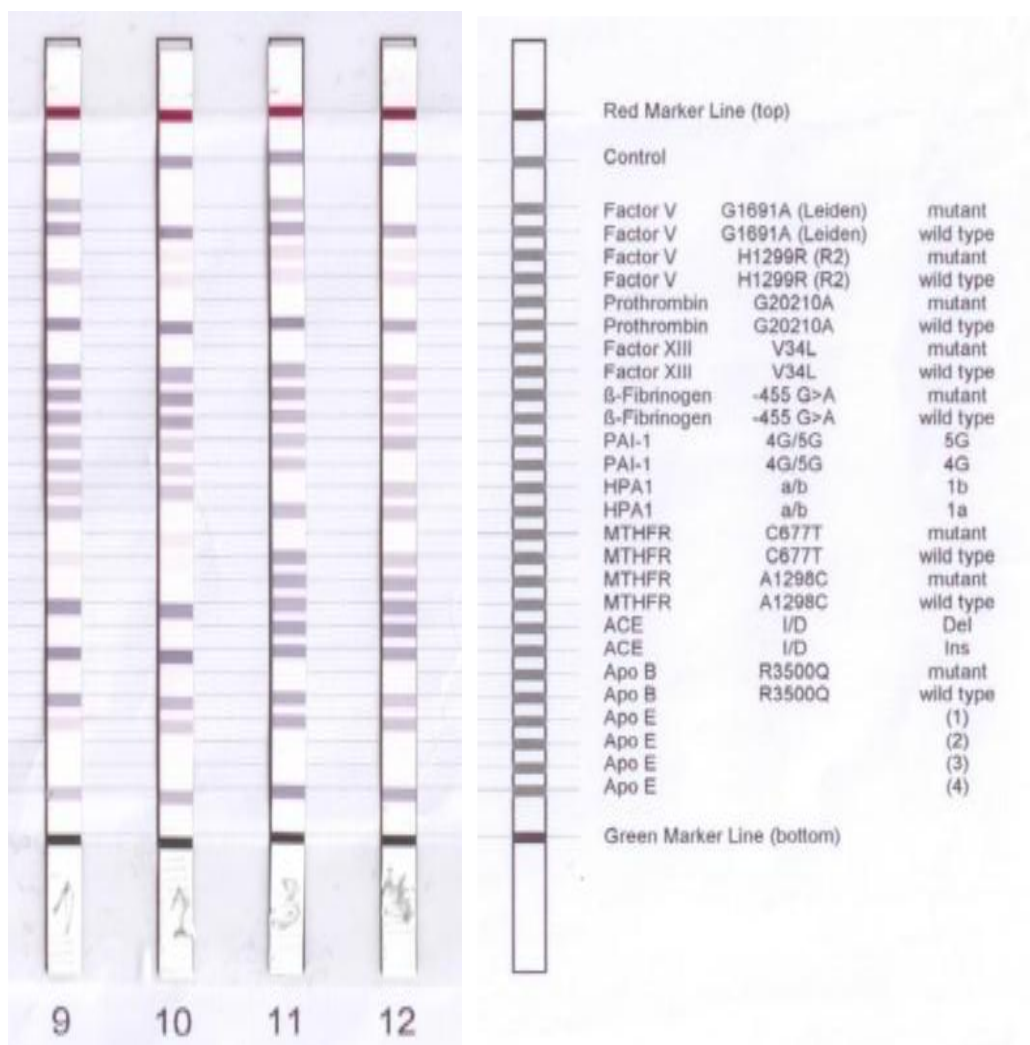 Red Marker Line (top)
Control
Factor V G1691A (Leiden) mutant
Factor V G1691A (Leiden) wild type
Factor V H1299R (R2) mutant
Factor V H1299R (R2) wild type
Prothrombin G20210A mutant
Prothrombin G20210A wild type
Factor XIII V34L mutant
Factor XIII V34L wild type
ß-Fibrinogen -455 G>A mutant
ß-Fibrinogen -455 G>A wild type
PAI-1 4G/5G 5G
PAI-1 4G/5G 4G
HPA1 a/b 1b
HPA1 a/b 1a
MTHFR C677T mutant
MTHFR C677T wild type
MTHFR A1298C mutant
MTHFR A1298C wild type
ACE I/D Del
ACE I/D Ins
Apo B R3500Q mutant
Apo B R3500Q wild type
Apo E (1)
Apo E (2)
Apo E (3)
Apo E (4)
Green Marker Line (bottom)
9 10 11 12